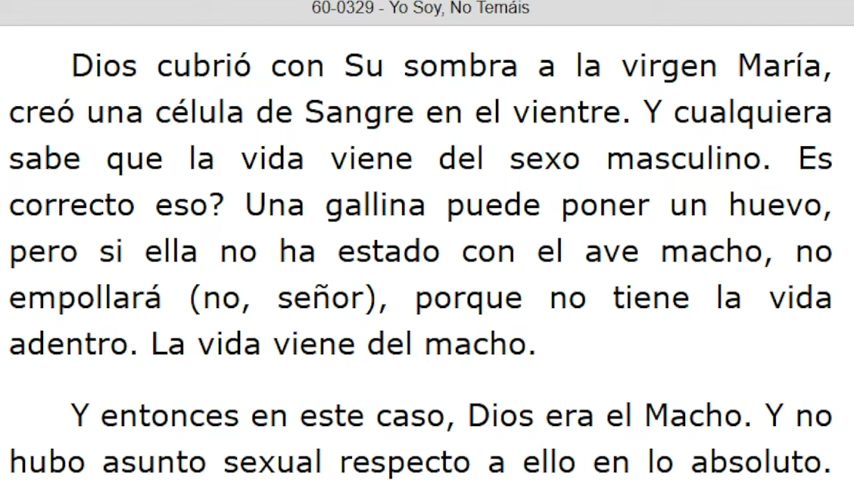 60-0329 - Yo Soy, No Temáis
Dios cubrió con Su sombra a la virgen María,
creó una célula de Sangre en el vientre. Y cualquiera
sabe que la vida viene del sexo masculino. Es
correcto eso? Una gallina puede poner un huevo,
pero si ella no ha estado con el ave macho, no
empollará (no, señor), porque no tiene la vida
adentro. La vida viene del macho.
Y entonces en este caso, Dios era el Macho. Y no
hubo asunto sexual respecto a ello en lo absoluto.